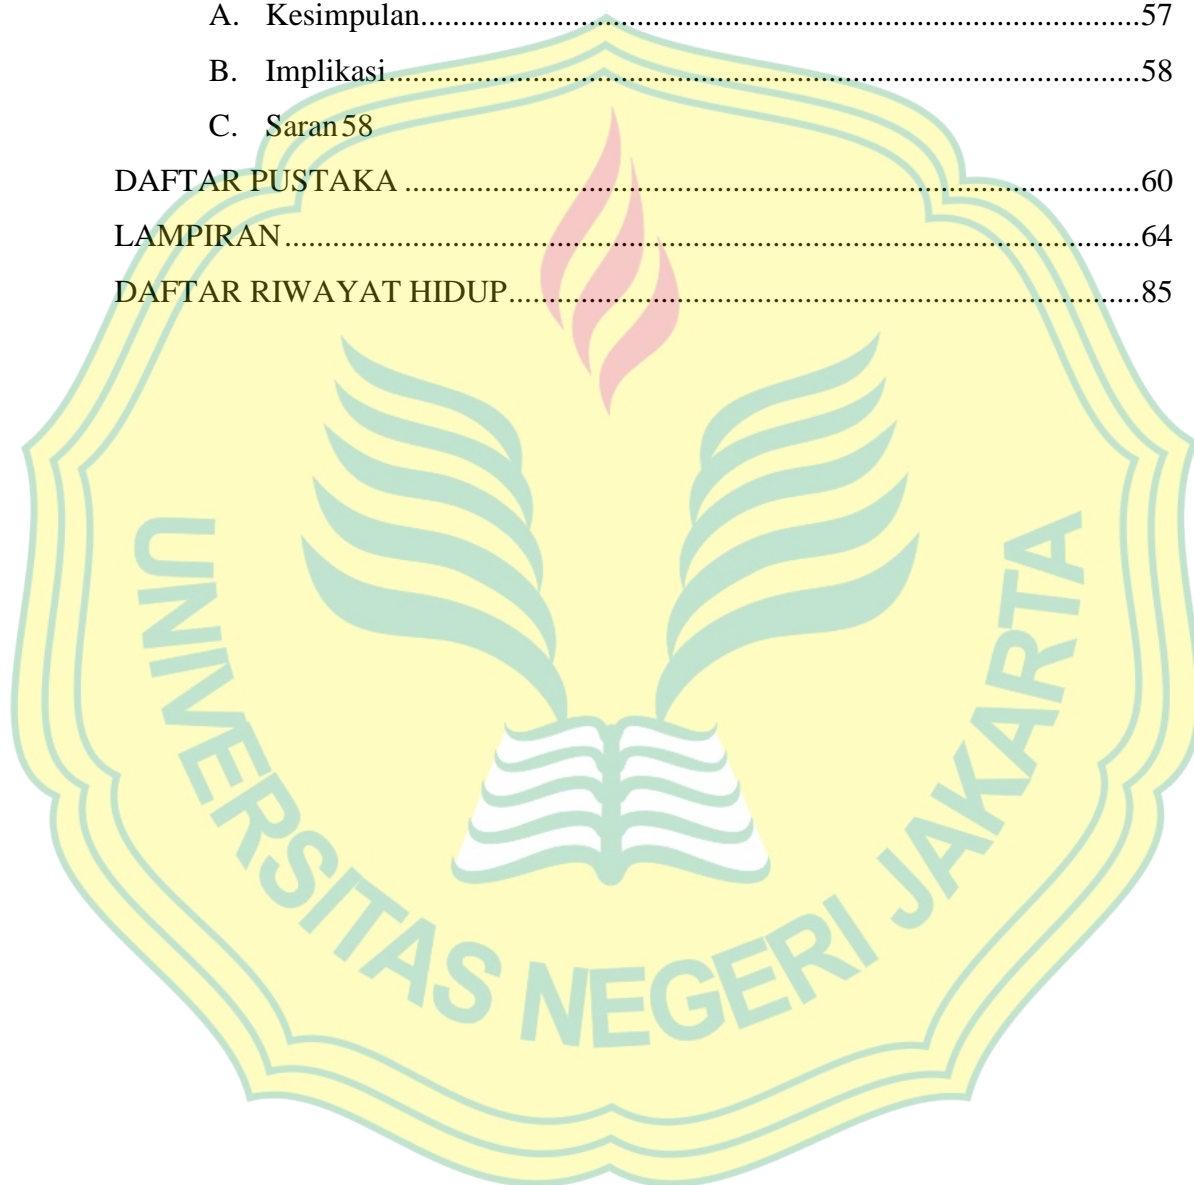 A. Kesimpulan..........................................................................................57
B. Implikasi..............................................................................................58
C. Saran58
DAFTAR PUSTAKA ............................................................................................60
LAMPIRAN...........................................................................................................64
DAFTAR RIWAYAT HIDUP...............................................................................85
UNIVERSITAS NEGERI JAKARTA